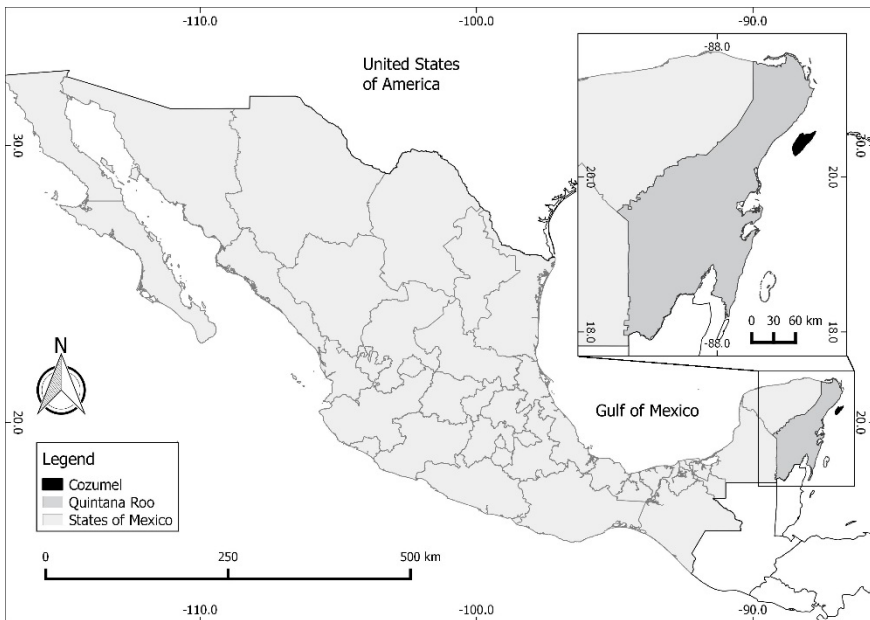 -110.0
-100.0
-90.0
United States
of America
-88.0
30.0
30.0
20.0
20.0
18.0
18.0
-88.0
0 30 60 km
N
Gulf of Mexico
20.0
20.0
Legend
Cozumel
Quintana Roo
States of Mexico
0 250 500 km
-110.0
-100.0
-90.0